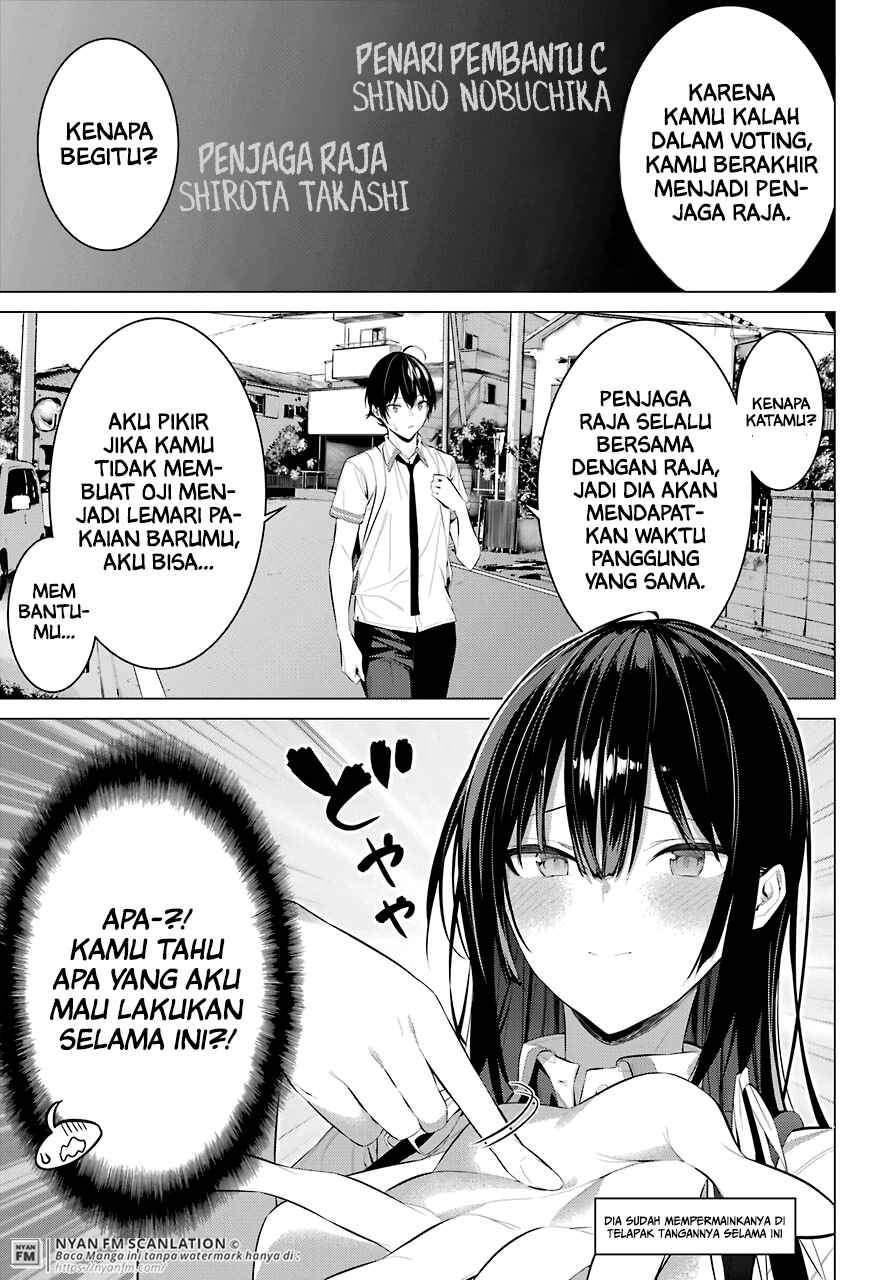 KARENA
KAMU KALAH
DALAM VOTING,
KAMU BERAKHIR
MENJADI PEN-
JAGA RAJA.
PENARI PEMBANTU C
SHINDO NOBUCHIKA
PENJAGA RAJA
SHIROTA TAKASHI
KENAPA
BEGITU?
KENAPA
KATAMU?
PENJAGA
RAJA SELALU
BERSAMA
DENGAN RAJA,
JADI DIA AKAN
MENDAPAT-
KAN WAKTU
PANGGUNG
YANG SAMA.
AKU PIKIR
JIKA KAMU
TIDAK MEM-
BUAT OJI MEN-
JADI LEMARI PA-
KAIAN BARUMU,
AKU BISA...
MEM
BANTU-
MU...
どやや
APA-?!
KAMU TAHU
APA YANG AKU
MAU LAKUKAN
SELAMA INI?!
DIA SUDAH MEMPERMAINKANYA DI
TELAPAK TANGANNYA SELAMA INI
NYAN
FM
NYAN FM SCANLATION ©
Baca Manga ini tanpa watermark hanya di :
https://nyanfm.com/